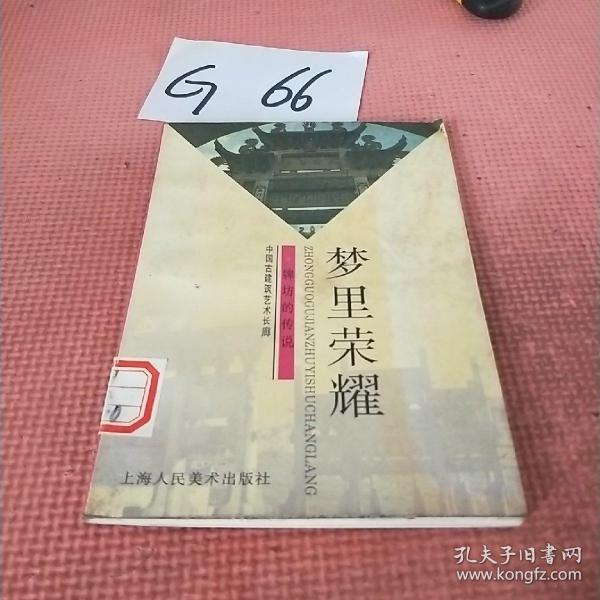 G 66
梦里荣耀
ZHONGGUOGUJIANZHUYISHUCHANGLANG
牌坊的传说
中国古建筑艺术长廊
上海人民美术出版社
孔夫子旧书网
www.kongfz.com